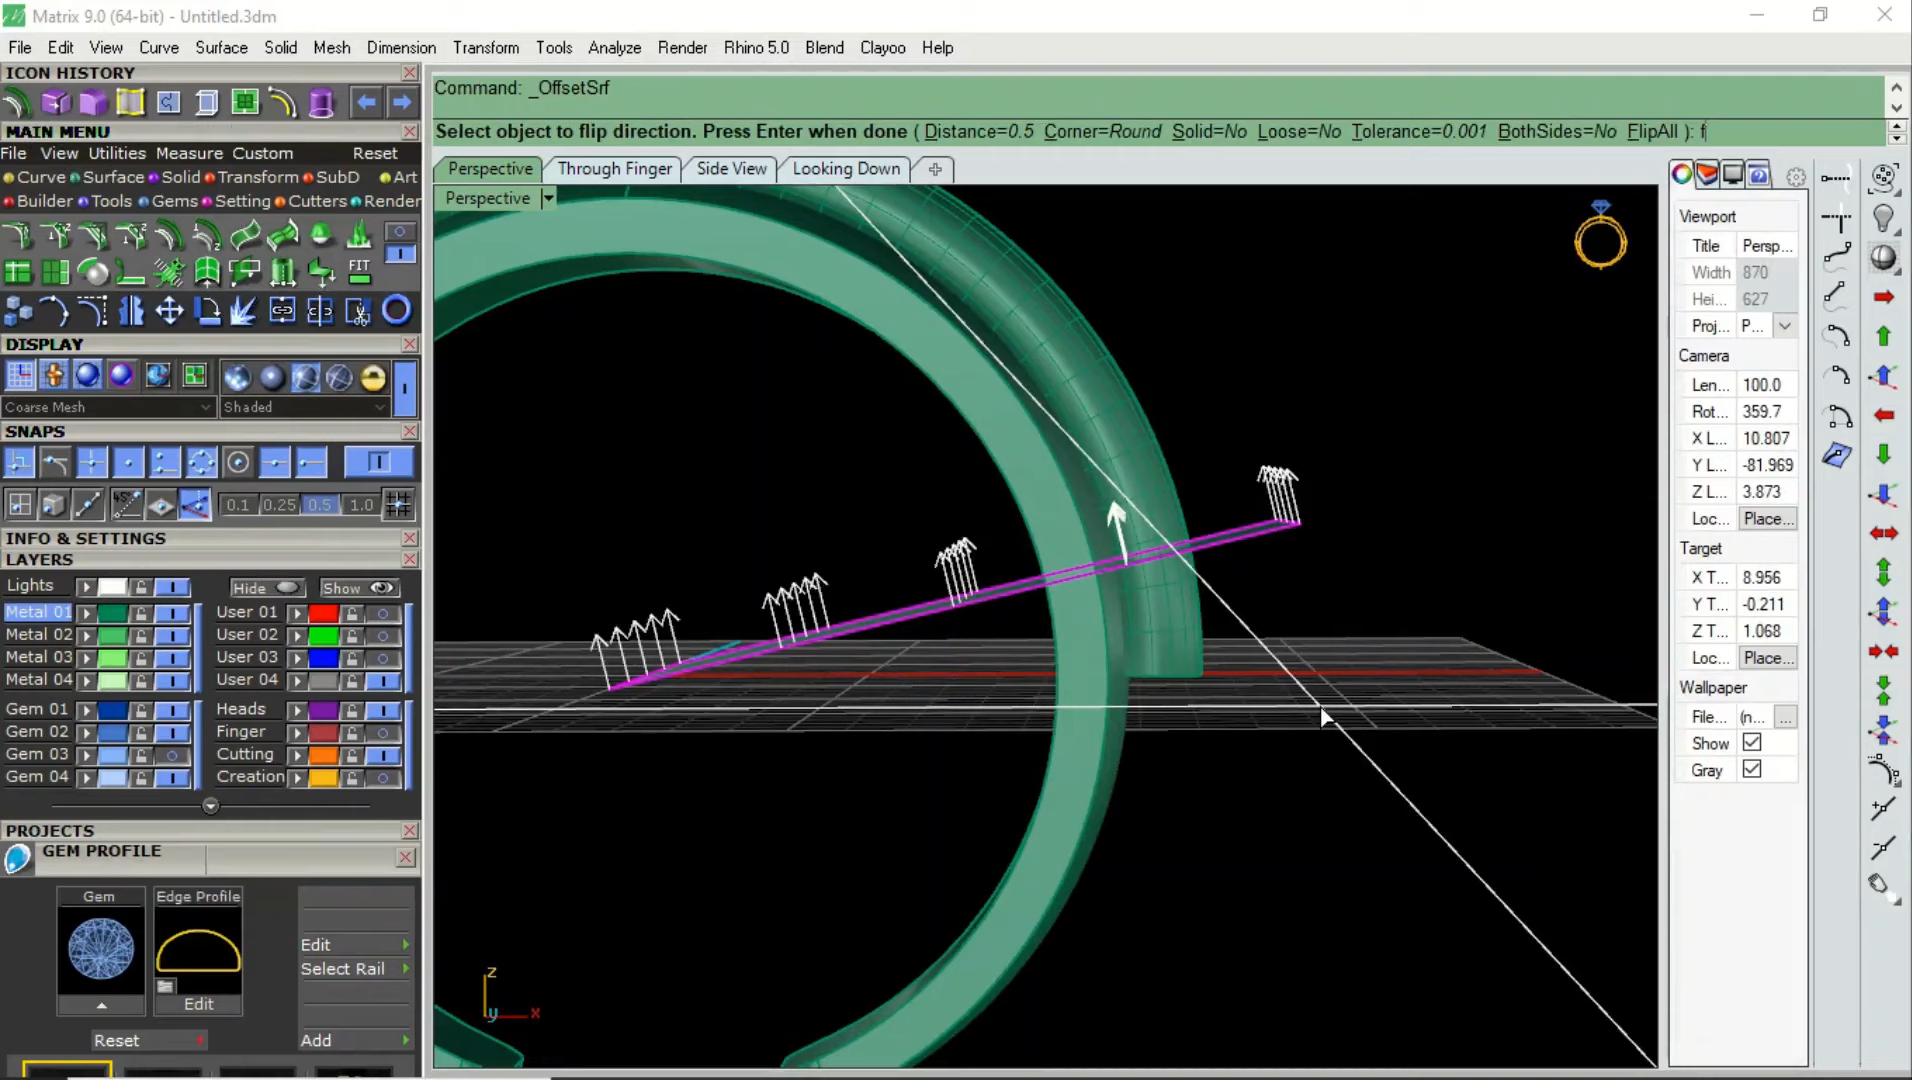 Matrix 9.0 (64-bit) - Untitled.3dm
File Edit View Curve Surface Solid Mesh Dimension Transform Tools Analyze Render Rhino 5.0 Blend Clayoo Help
ICON HISTORY
Command: _OffsetSrf
Select object to flip direction. Press Enter when done ( Distance=0.5 Corner=Round Solid=No Loose=No Tolerance=0.001 BothSides=No FlipAll ): f
MAIN MENU
File View Utilities Measure Custom Reset
Curve Surface Solid Transform SubD Art
Builder Tools Gems Setting Cutters Render
FIT
Perspective Through Finger Side View Looking Down
Perspective
DISPLAY
Coarse Mesh Shaded
SNAPS
45°
0.1 0.25 0.5 1.0
INFO & SETTINGS
LAYERS
Lights Hide Show
Metal 01 User 01
Metal 02 User 02
Metal 03 User 03
Metal 04 User 04
Gem 01 Heads
Gem 02 Finger
Gem 03 Cutting
Gem 04 Creation
PROJECTS
GEM PROFILE
Gem Edge Profile
Edit
Select Rail
Edit
Reset Add
z
y x
Viewport
Title Persp...
Width 870
Hei... 627
Proj... P...
Camera
Len... 100.0
Rot... 359.7
X L... 10.807
Y L... -81.969
Z L... 3.873
Loc... Place...
Target
X T... 8.956
Y T... -0.211
Z T... 1.068
Loc... Place...
Wallpaper
File... (n... ...
Show
Gray